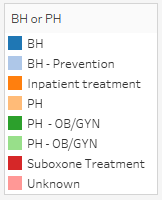 BH or PH
BH
BH - Prevention
Inpatient treatment
PH
PH  - OB/GYN
PH - OB/GYN
Suboxone Treatment
Unknown